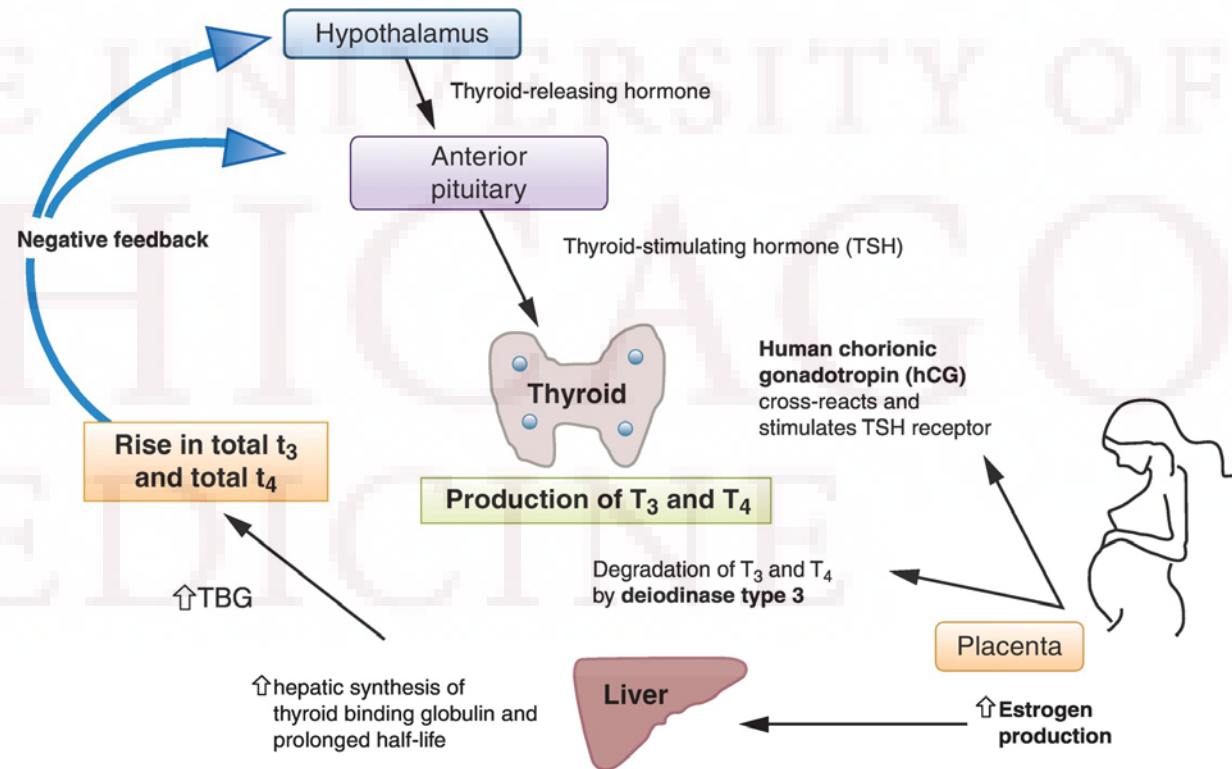 Hypothalamus
Thyroid-releasing hormone
Anterior
pituitary
Negative feedback
Thyroid-stimulating hormone (TSH)
Thyroid
Human chorionic
gonadotropin (hCG)
cross-reacts and
stimulates TSH receptor
Rise in total t₃
and total t₄
Production of T₃ and T₄
Degradation of T₃ and T₄
by deiodinase type 3
⇧TBG
Placenta
⇧hepatic synthesis of
thyroid binding globulin and
prolonged half-life
Liver
⇧Estrogen
production
E UNIVERSITY OF
HICAGO
EDICINE